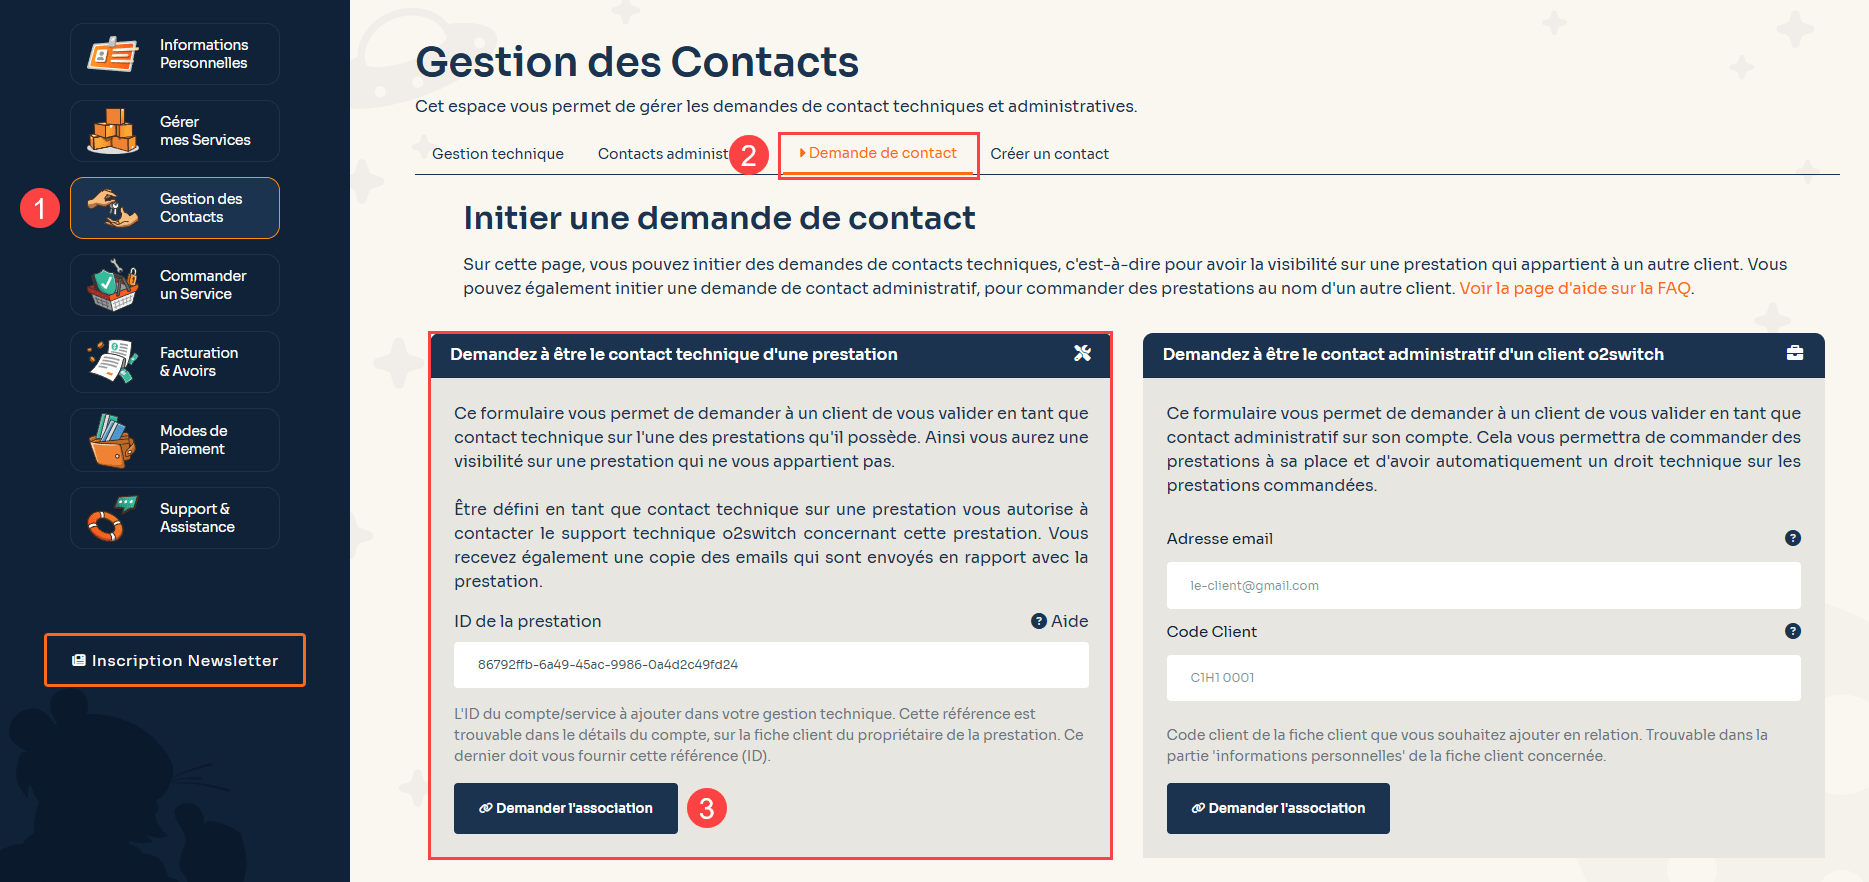 Informations
Personnelles
Gérer
mes Services
1
Gestion des
Contacts
Commander
un Service
Facturation
& Avoirs
Modes de
Paiement
Support &
Assistance
Inscription Newsletter
Gestion des Contacts
Cet espace vous permet de gérer les demandes de contact techniques et administratives.
Gestion technique Contacts administ 2 Demande de contact Créer un contact
Initier une demande de contact
Sur cette page, vous pouvez initier des demandes de contacts techniques, c'est-à-dire pour avoir la visibilité sur une prestation qui appartient à un autre client. Vous
pouvez également initier une demande de contact administratif, pour commander des prestations au nom d'un autre client. Voir la page d'aide sur la FAQ.
Demandez à être le contact technique d'une prestation
Ce formulaire vous permet de demander à un client de vous valider en tant que
contact technique sur l'une des prestations qu'il possède. Ainsi vous aurez une
visibilité sur une prestation qui ne vous appartient pas.
Être défini en tant que contact technique sur une prestation vous autorise à
contacter le support technique o2switch concernant cette prestation. Vous
recevez également une copie des emails qui sont envoyés en rapport avec la
prestation.
ID de la prestation ? Aide
86792ffb-6a49-45ac-9986-0a4d2c49fd24
L'ID du compte/service à ajouter dans votre gestion technique. Cette référence est
trouvable dans le détails du compte, sur la fiche client du propriétaire de la prestation. Ce
dernier doit vous fournir cette référence (ID).
Demander l'association 3
Demandez à être le contact administratif d'un client o2switch
Ce formulaire vous permet de demander à un client de vous valider en tant que
contact administratif sur son compte. Cela vous permettra de commander des
prestations à sa place et d'avoir automatiquement un droit technique sur les
prestations commandées.
Adresse email ?
le-client@gmail.com
Code Client ?
C1H1 0001
Code client de la fiche client que vous souhaitez ajouter en relation. Trouvable dans la
partie 'informations personnelles' de la fiche client concernée.
Demander l'association